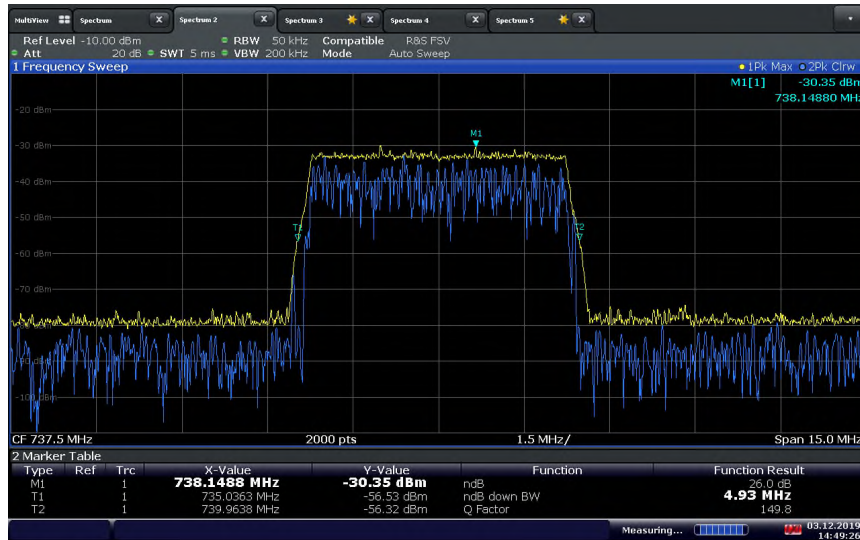 MultiView Spectrum X Spectrum 2 X Spectrum 3 X Spectrum 4 X Spectrum 5 X
Ref Level -10.00 dBm RBW 50 kHz Compatible R&S FSV
Att 20 dB SWT 5 ms VBW 200 kHz Mode Auto Sweep
1 Frequency Sweep 1Pk Max 2Pk Clrw
M1[1] -30.35 dBm
738.14880 MHz
-20 dBm
M1
-30 dBm
-40 dBm
-50 dBm
T1 T2
-60 dBm
-70 dBm
-100 dBm
CF 737.5 MHz 2000 pts 1.5 MHz/ Span 15.0 MHz
2 Marker Table
Type Ref Trc X-Value Y-Value Function Function Result
M1 1 738.1488 MHz -30.35 dBm ndB 26.0 dB
T1 1 735.0363 MHz -56.53 dBm ndB down BW 4.93 MHz
T2 1 739.9638 MHz -56.32 dBm Q Factor 149.8
Measuring... 03.12.2019
14:49:26